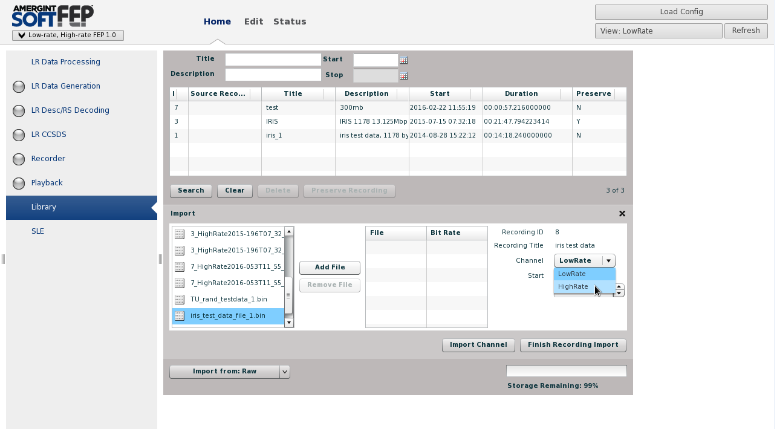 AMERGINT
SOFTFEP
Low-rate, High-rate FEP 1.0
Home Edit Status
Load Config
View: LowRate
Refresh
LR Data Processing
LR Data Generation
LR Desc/RS Decoding
LR CCSDS
Recorder
Playback
Library
SLE
Title Start
Description Stop
I Source Reco... Title Description Start Duration Preserve
7 test 300mb 2016-02-22 11:55:19 00:00:57.216000000 N
3 IRIS IRIS 1178 13.125Mbp 2015-07-15 07:32:18 00:21:47.794223414 Y
1 iris_1 iris test data, 1178 by 2014-08-28 15:22:12 00:14:18.240000000 N
Search Clear Delete Preserve Recording 3 of 3
Import
3_HighRate2015-196T07_32_
3_HighRate2015-196T07_32_
7_HighRate2016-053T11_55_
7_HighRate2016-053T11_55_
TU_rand_testdata_1.bin
iris_test_data_file_1.bin
Add File
Remove File
File Bit Rate
Recording ID 8
Recording Title iris test data
Channel LowRate
LowRate
Start
HighRate
Import Channel Finish Recording Import
Import from: Raw
Storage Remaining: 99%